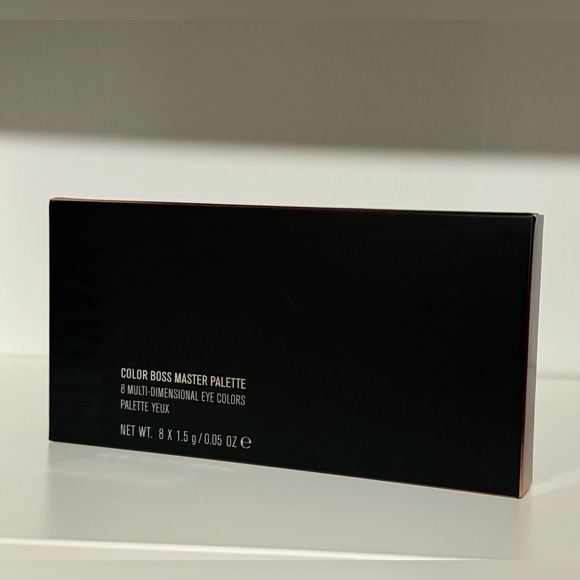 COLOR BOSS MASTER PALETTE
8 MULTI-DIMENSIONAL EYE COLORS
PALETTE YEUX
NET WT. 8 X 1.5 g/0.05 OZ ℮